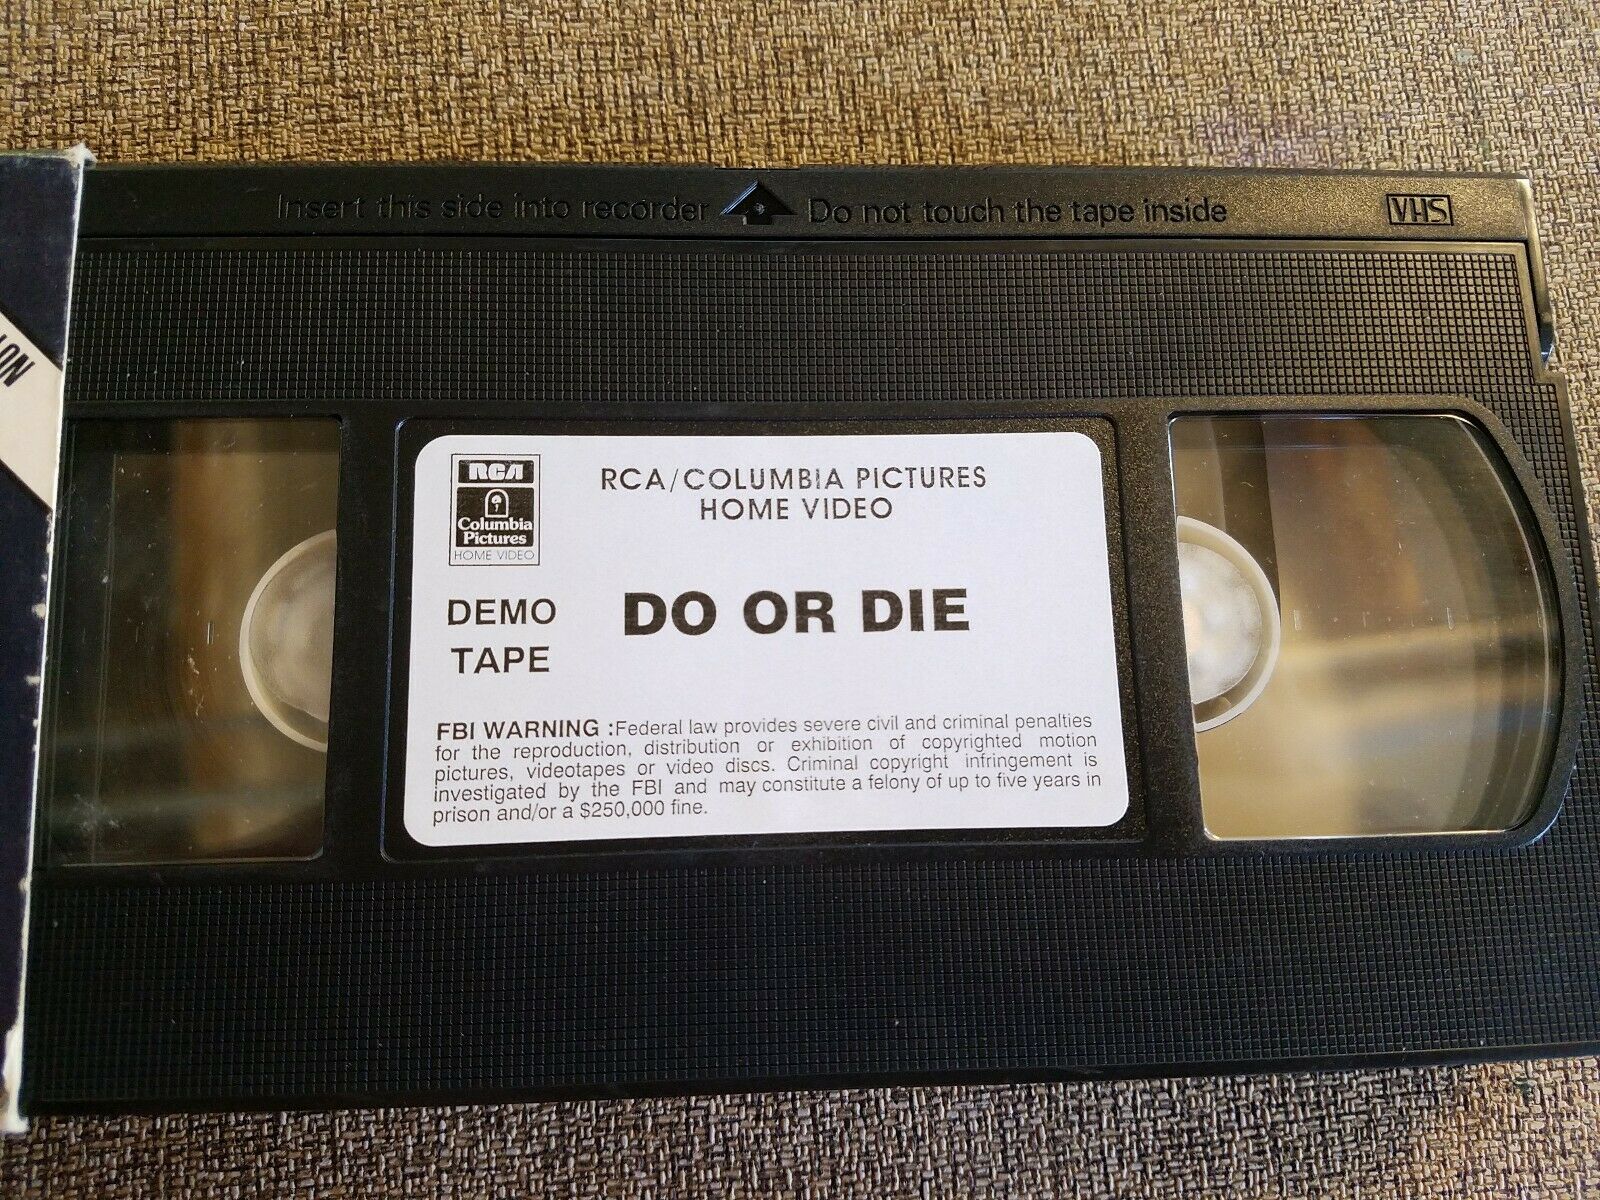 Insert this side into recorder Do not touch the tape inside VHS
RCA
Columbia
Pictures
HOME VIDEO
RCA/COLUMBIA PICTURES
HOME VIDEO
DEMO
TAPE
DO OR DIE
FBI WARNING :Federal law provides severe civil and criminal penalties
for the reproduction, distribution or exhibition of copyrighted motion
pictures, videotapes or video discs. Criminal copyright infringement is
investigated by the FBI and may constitute a felony of up to five years in
prison and/or a $250,000 fine.